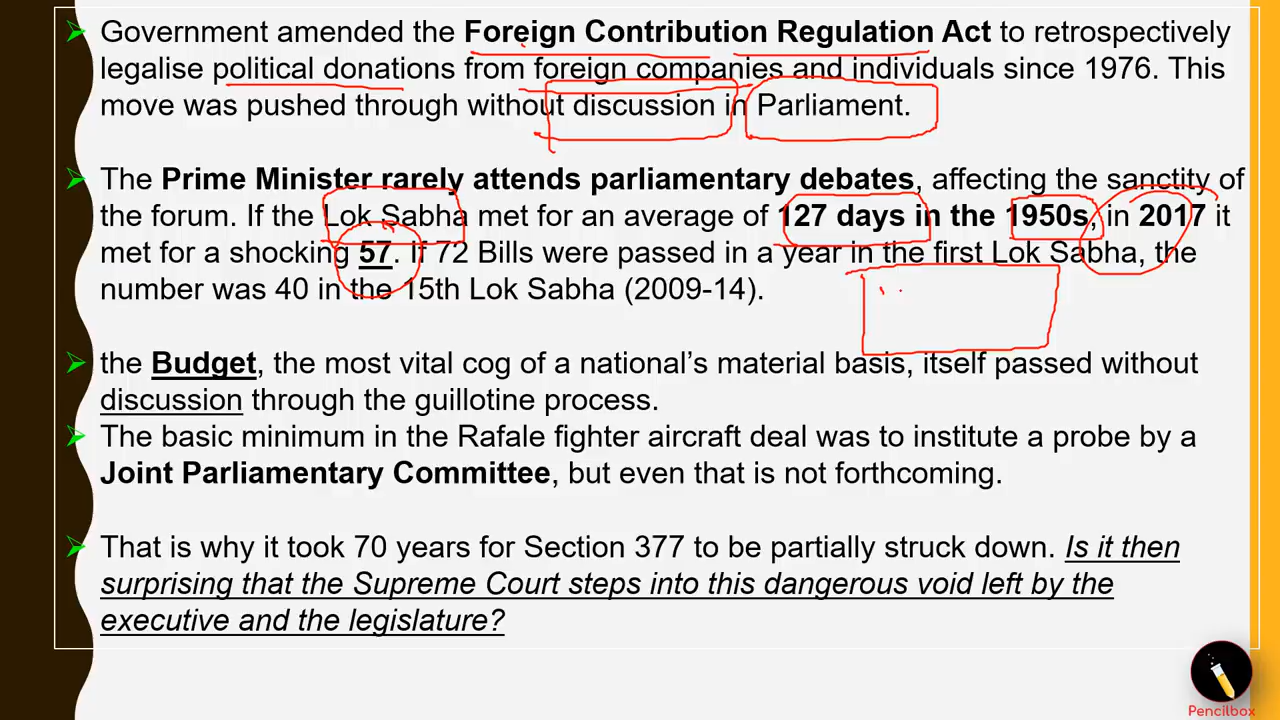 Government amended the Foreign Contribution Regulation Act to retrospectively
legalise political donations from foreign companies and individuals since 1976. This
move was pushed through without discussion in Parliament.
The Prime Minister rarely attends parliamentary debates, affecting the sanctity of
the forum. If the Lok Sabha met for an average of 127 days in the 1950s, in 2017 it
met for a shocking 57. If 72 Bills were passed in a year in the first Lok Sabha, the
number was 40 in the 15th Lok Sabha (2009-14).
the Budget, the most vital cog of a national's material basis, itself passed without
discussion through the guillotine process.
The basic minimum in the Rafale fighter aircraft deal was to institute a probe by a
Joint Parliamentary Committee, but even that is not forthcoming.
That is why it took 70 years for Section 377 to be partially struck down. Is it then
surprising that the Supreme Court steps into this dangerous void left by the
executive and the legislature?
Pencilbox